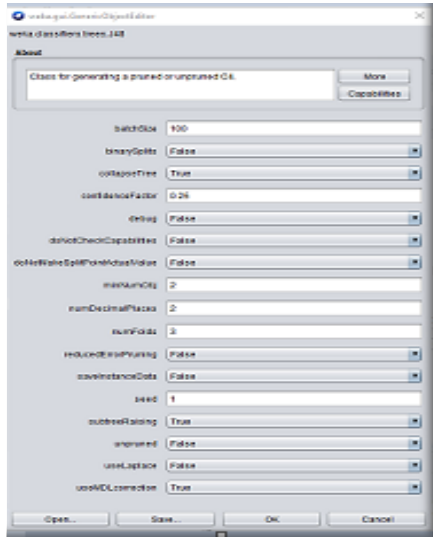 weka.gui.GenericObjectEditor
weka.classifiers.trees.J48
About
Class for generating a pruned or unpruned C4.
More
Capabilities
batchSize 100
binarySplits False
collapseTree True
confidenceFactor 0.25
debug False
doNotCheckCapabilities False
doNotMakeSplitPointActualValue False
minNumObj 2
numDecimalPlaces 2
numFolds 3
reducedErrorPruning False
saveInstanceData False
seed 1
subtreeRaising True
unpruned False
useLaplace False
useMDLcorrection True
Open... Save... OK Cancel